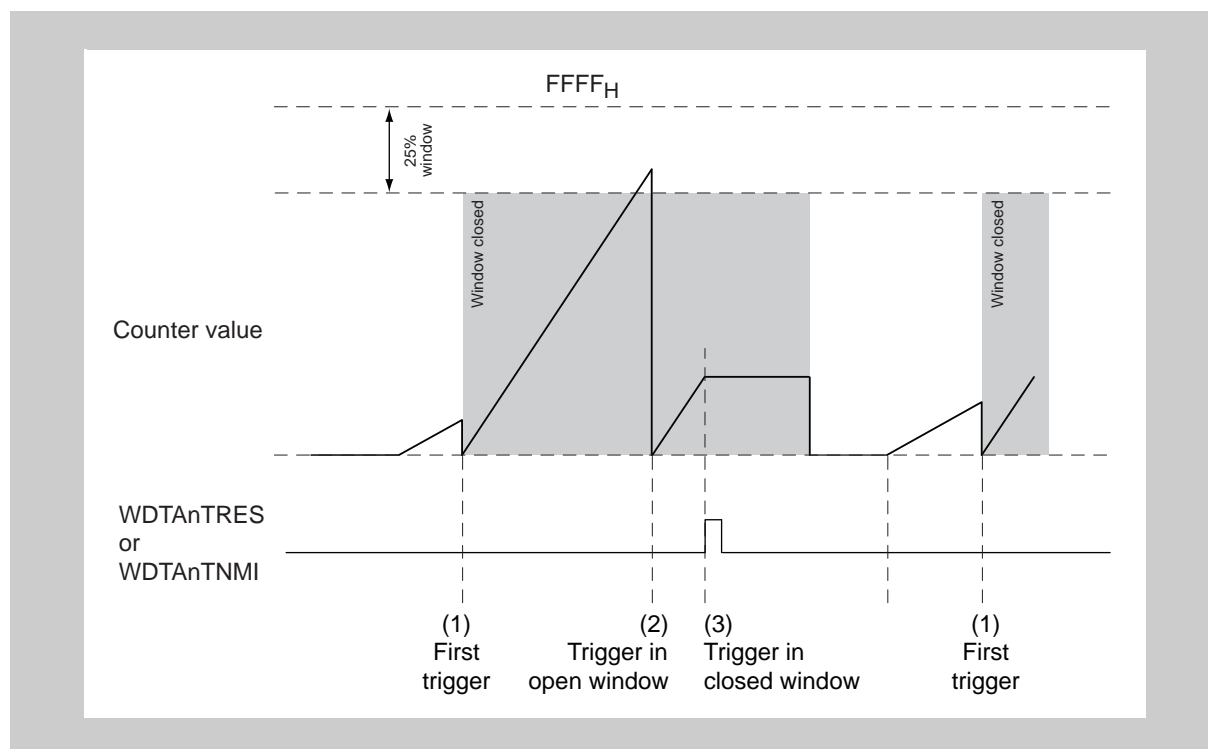 FFFFH
25%
window
Window closed
Window closed
Counter value
WDTAnTRES
or
WDTAnTNMI
(1)
First
trigger
(2)
Trigger in
open window
(3)
Trigger in
closed window
(1)
First
trigger